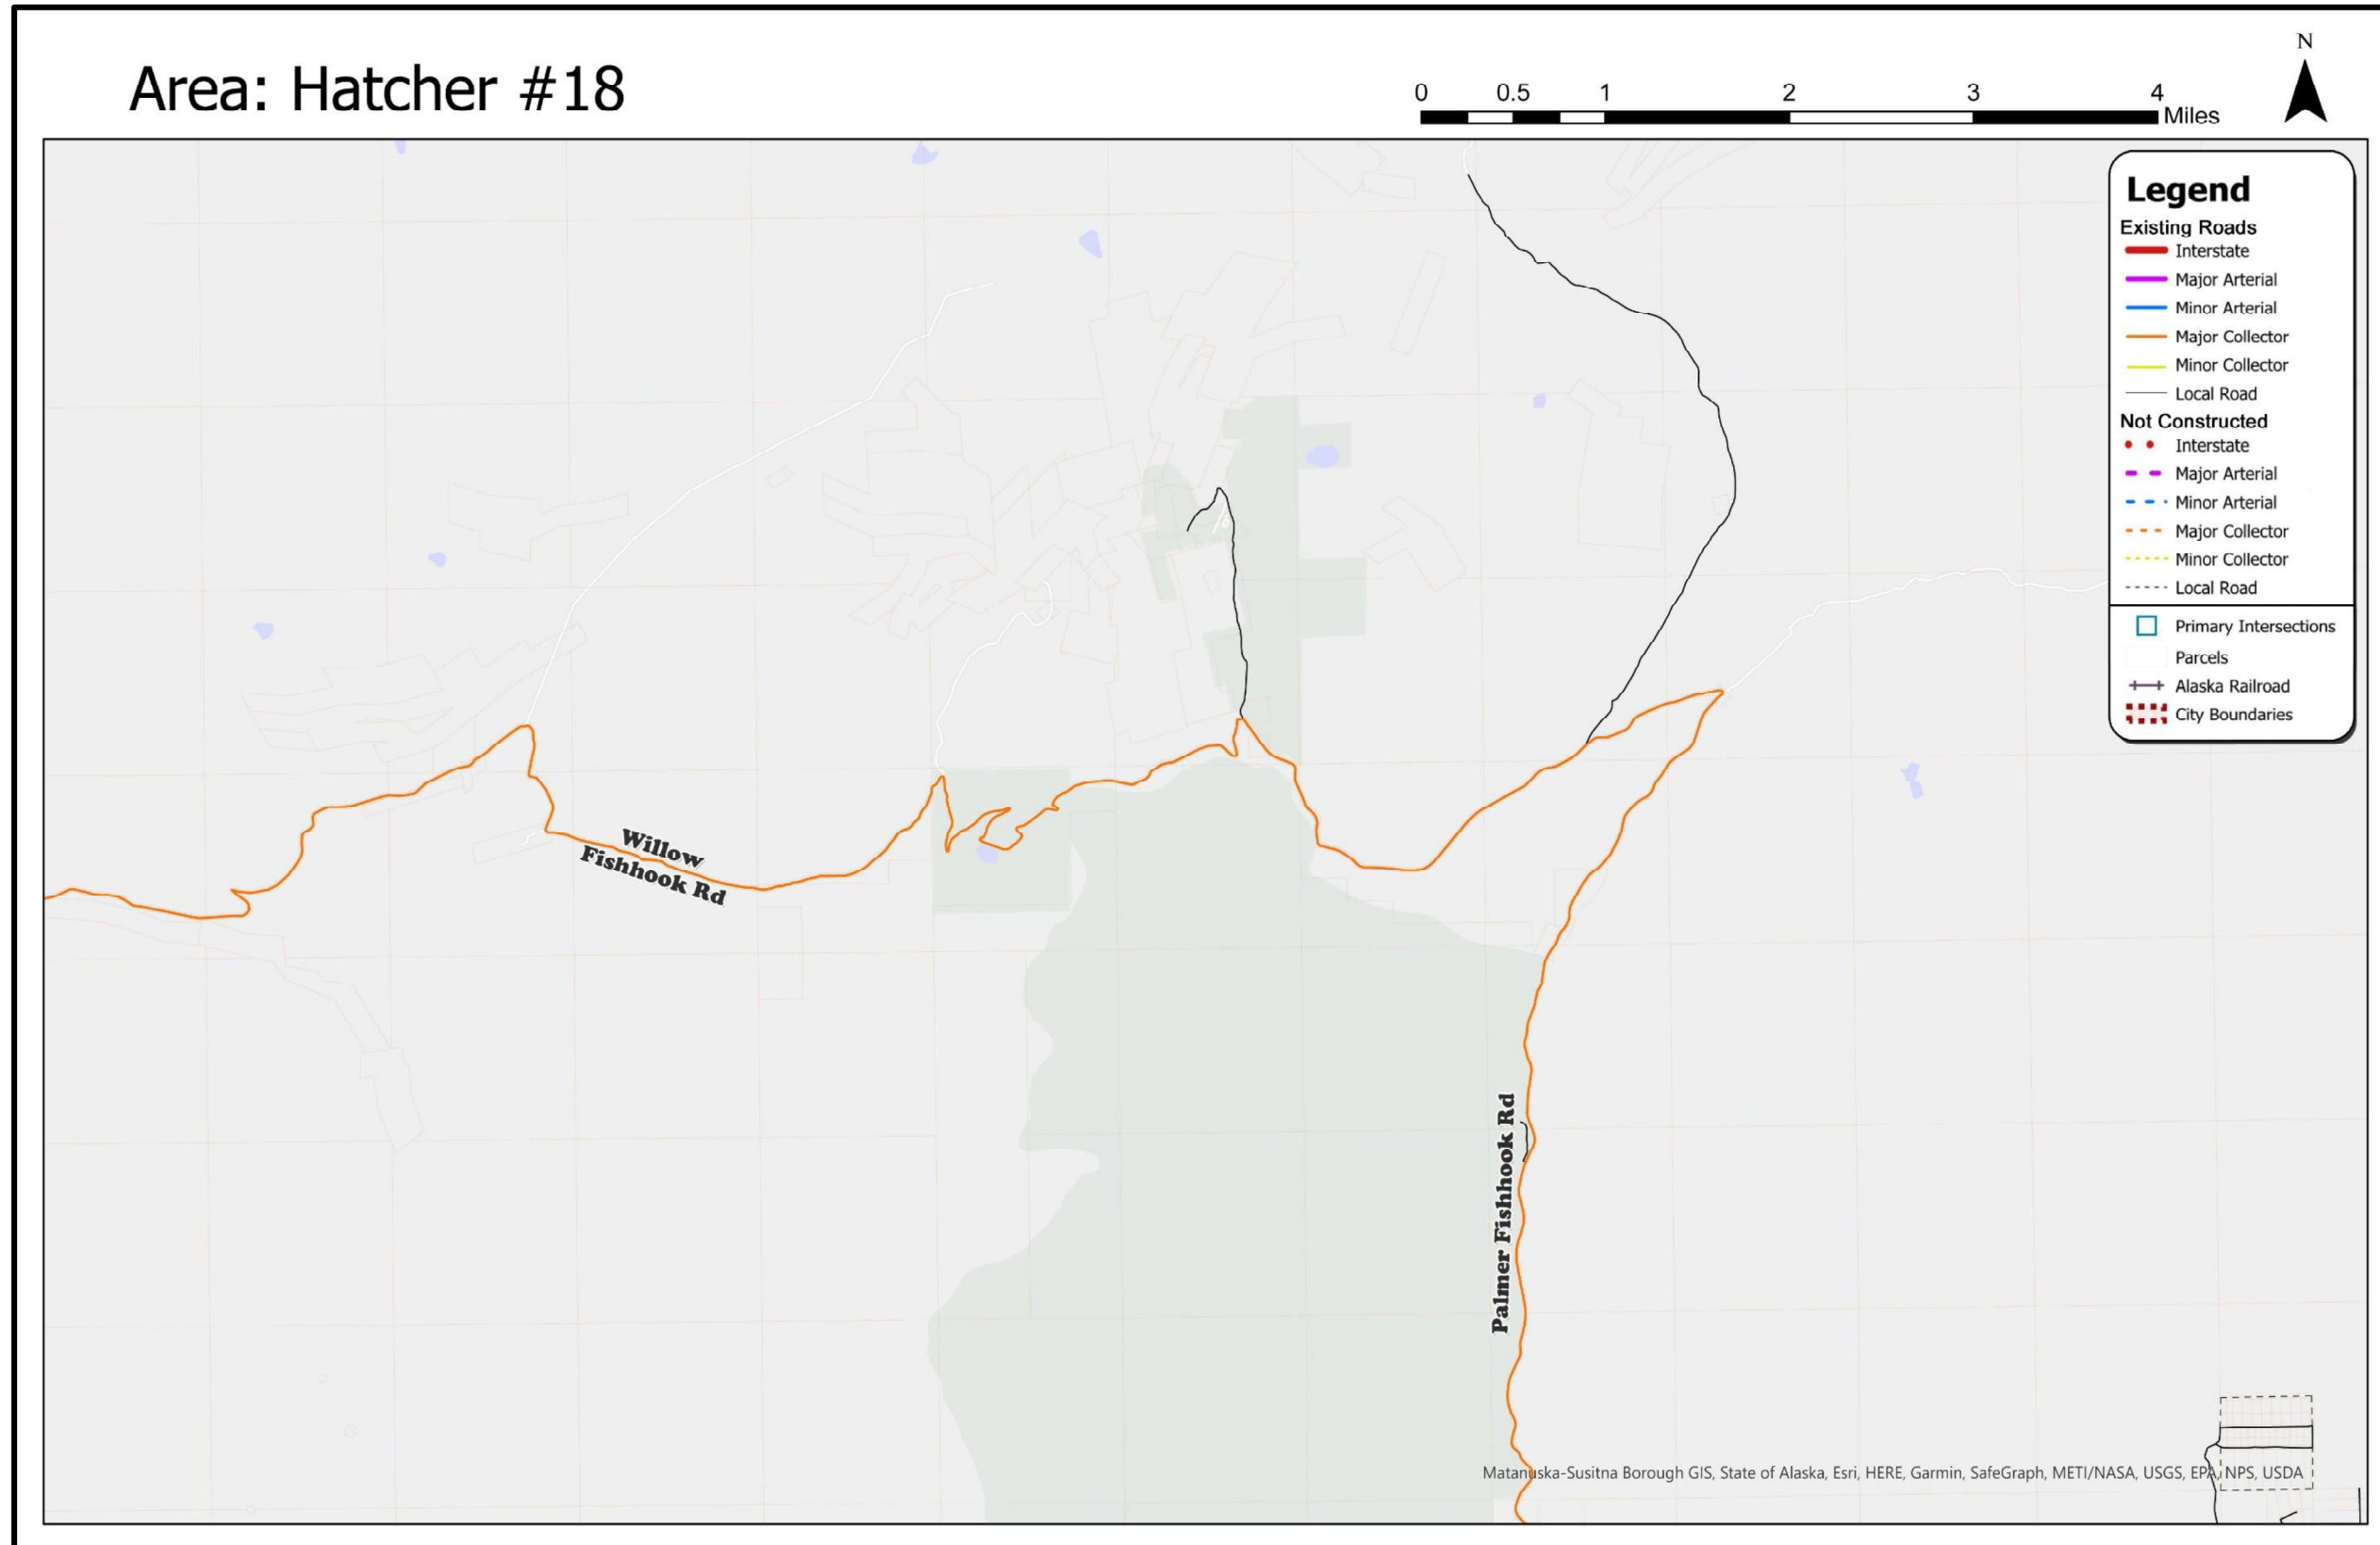 Area: Hatcher #18
0 0.5 1 2 3 4
Miles
N
Legend
Existing Roads
Interstate
Major Arterial
Minor Arterial
Major Collector
Minor Collector
Local Road
Not Constructed
Interstate
Major Arterial
Minor Arterial
Major Collector
Minor Collector
Local Road
Primary Intersections
Parcels
Alaska Railroad
City Boundaries
Willow
Fishhook Rd
Palmer Fishhook Rd
Matanuska-Susitna Borough GIS, State of Alaska, Esri, HERE, Garmin, SafeGraph, METI/NASA, USGS, EPA, NPS, USDA